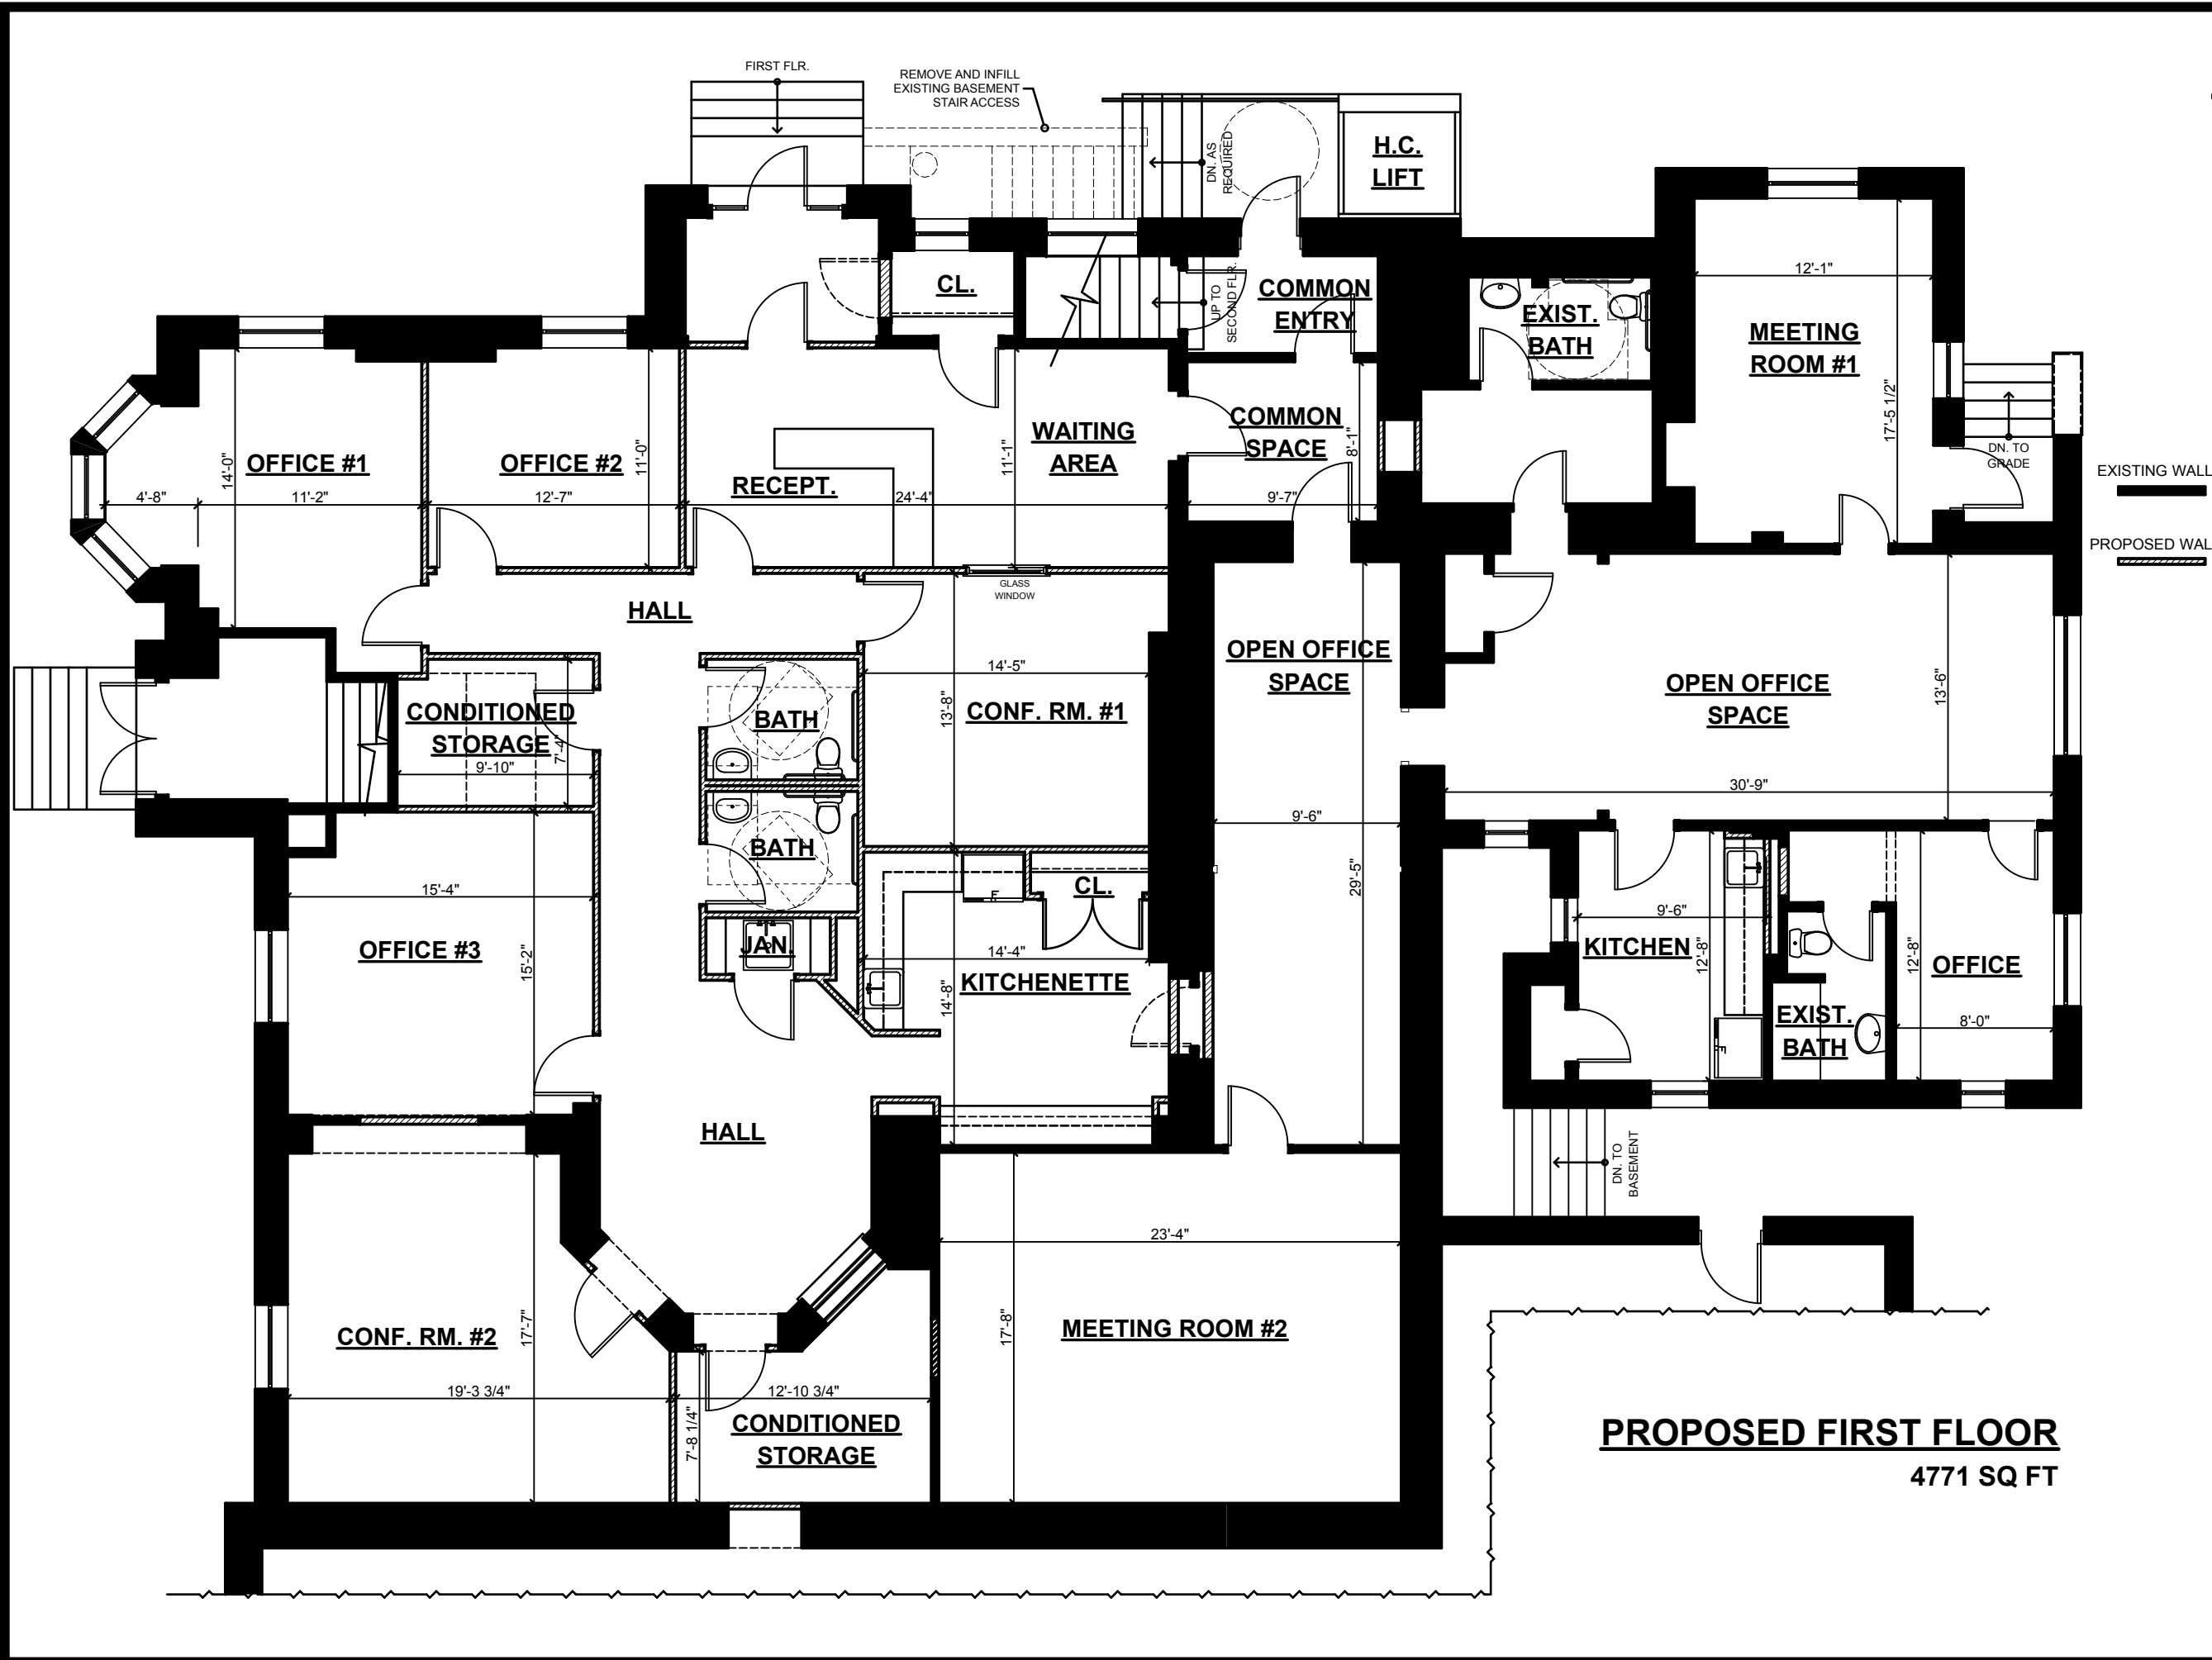 FIRST FLR.
REMOVE AND INFILL
EXISTING BASEMENT
STAIR ACCESS
DN. AS
REQUIRED
H.C.
LIFT
CL.
UP TO
SECOND FLR.
COMMON
ENTRY
EXIST.
BATH
12'-1"
MEETING
ROOM #1
17'-5 1/2"
DN. TO
GRADE
EXISTING WALL
PROPOSED WAL
OFFICE #1
14'-0"
4'-8"
11'-2"
OFFICE #2
11'-0"
12'-7"
RECEPT.
24'-4"
WAITING
AREA
11'-1"
COMMON
SPACE
8'-1"
9'-7"
GLASS
WINDOW
HALL
OPEN OFFICE
SPACE
9'-6"
29'-5"
OPEN OFFICE
SPACE
13'-6"
30'-9"
CONDITIONED
STORAGE
9'-10"
7'-4"
BATH
14'-5"
13'-8"
CONF. RM. #1
BATH
15'-4"
OFFICE #3
15'-2"
JAN.
CL.
F
14'-4"
KITCHENETTE
14'-8"
9'-6"
KITCHEN
12'-8"
F
EXIST.
BATH
12'-8"
OFFICE
8'-0"
HALL
DN. TO
BASEMENT
CONF. RM. #2
17'-7"
19'-3 3/4"
12'-10 3/4"
7'-8 1/4"
CONDITIONED
STORAGE
23'-4"
17'-8"
MEETING ROOM #2
PROPOSED FIRST FLOOR
4771 SQ FT